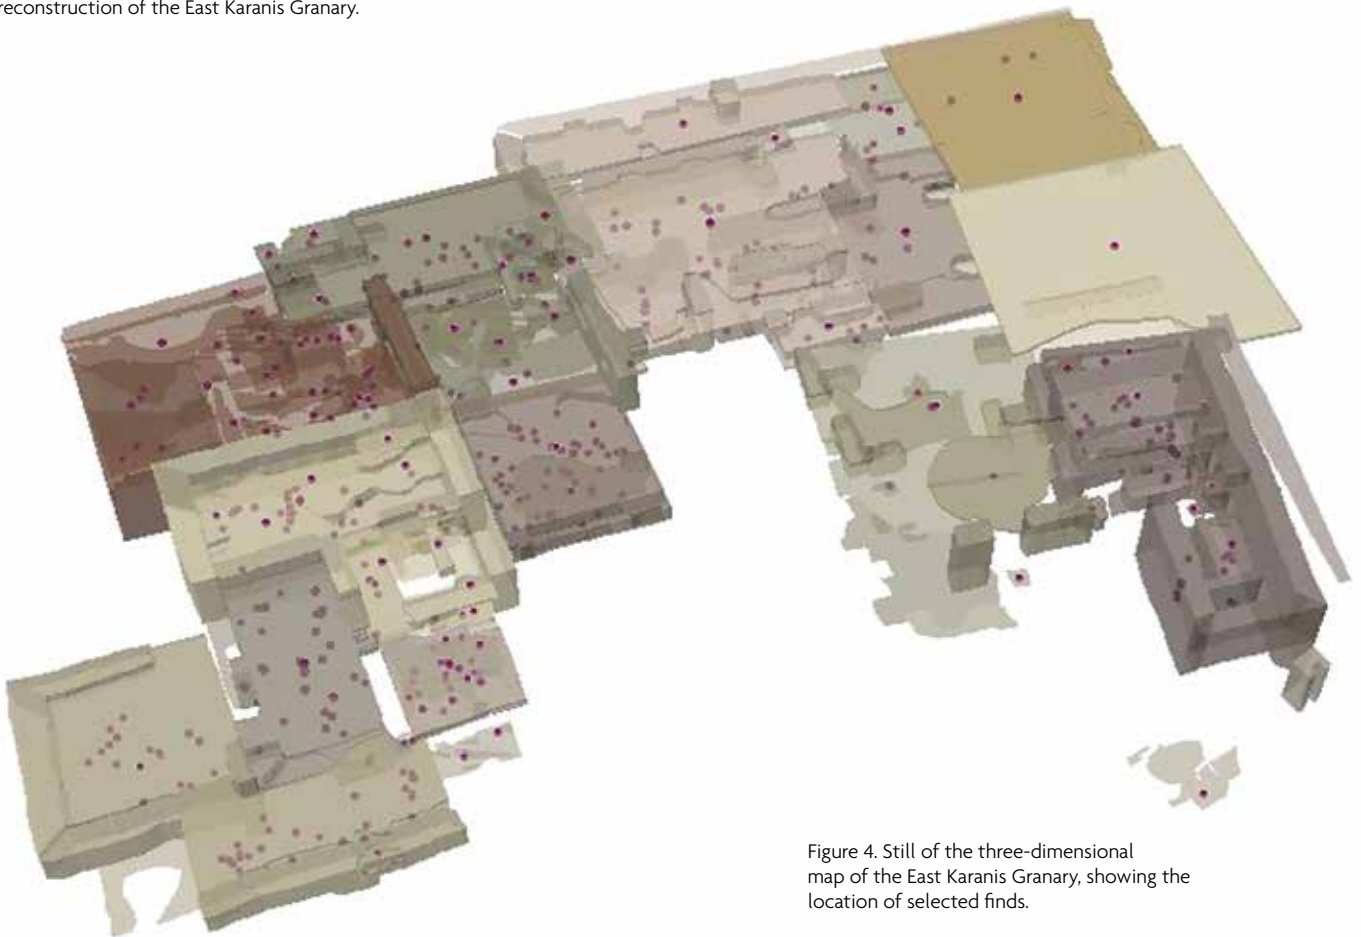 reconstruction of the East Karanis Granary.
Figure 4. Still of the three-dimensional
map of the East Karanis Granary, showing the
location of selected finds.